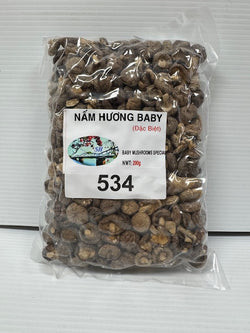 NẤM HƯƠNG BABY
(Đặc Biệt)
BABY MUSHROOMS SPECIAL
NWT: 200g
534